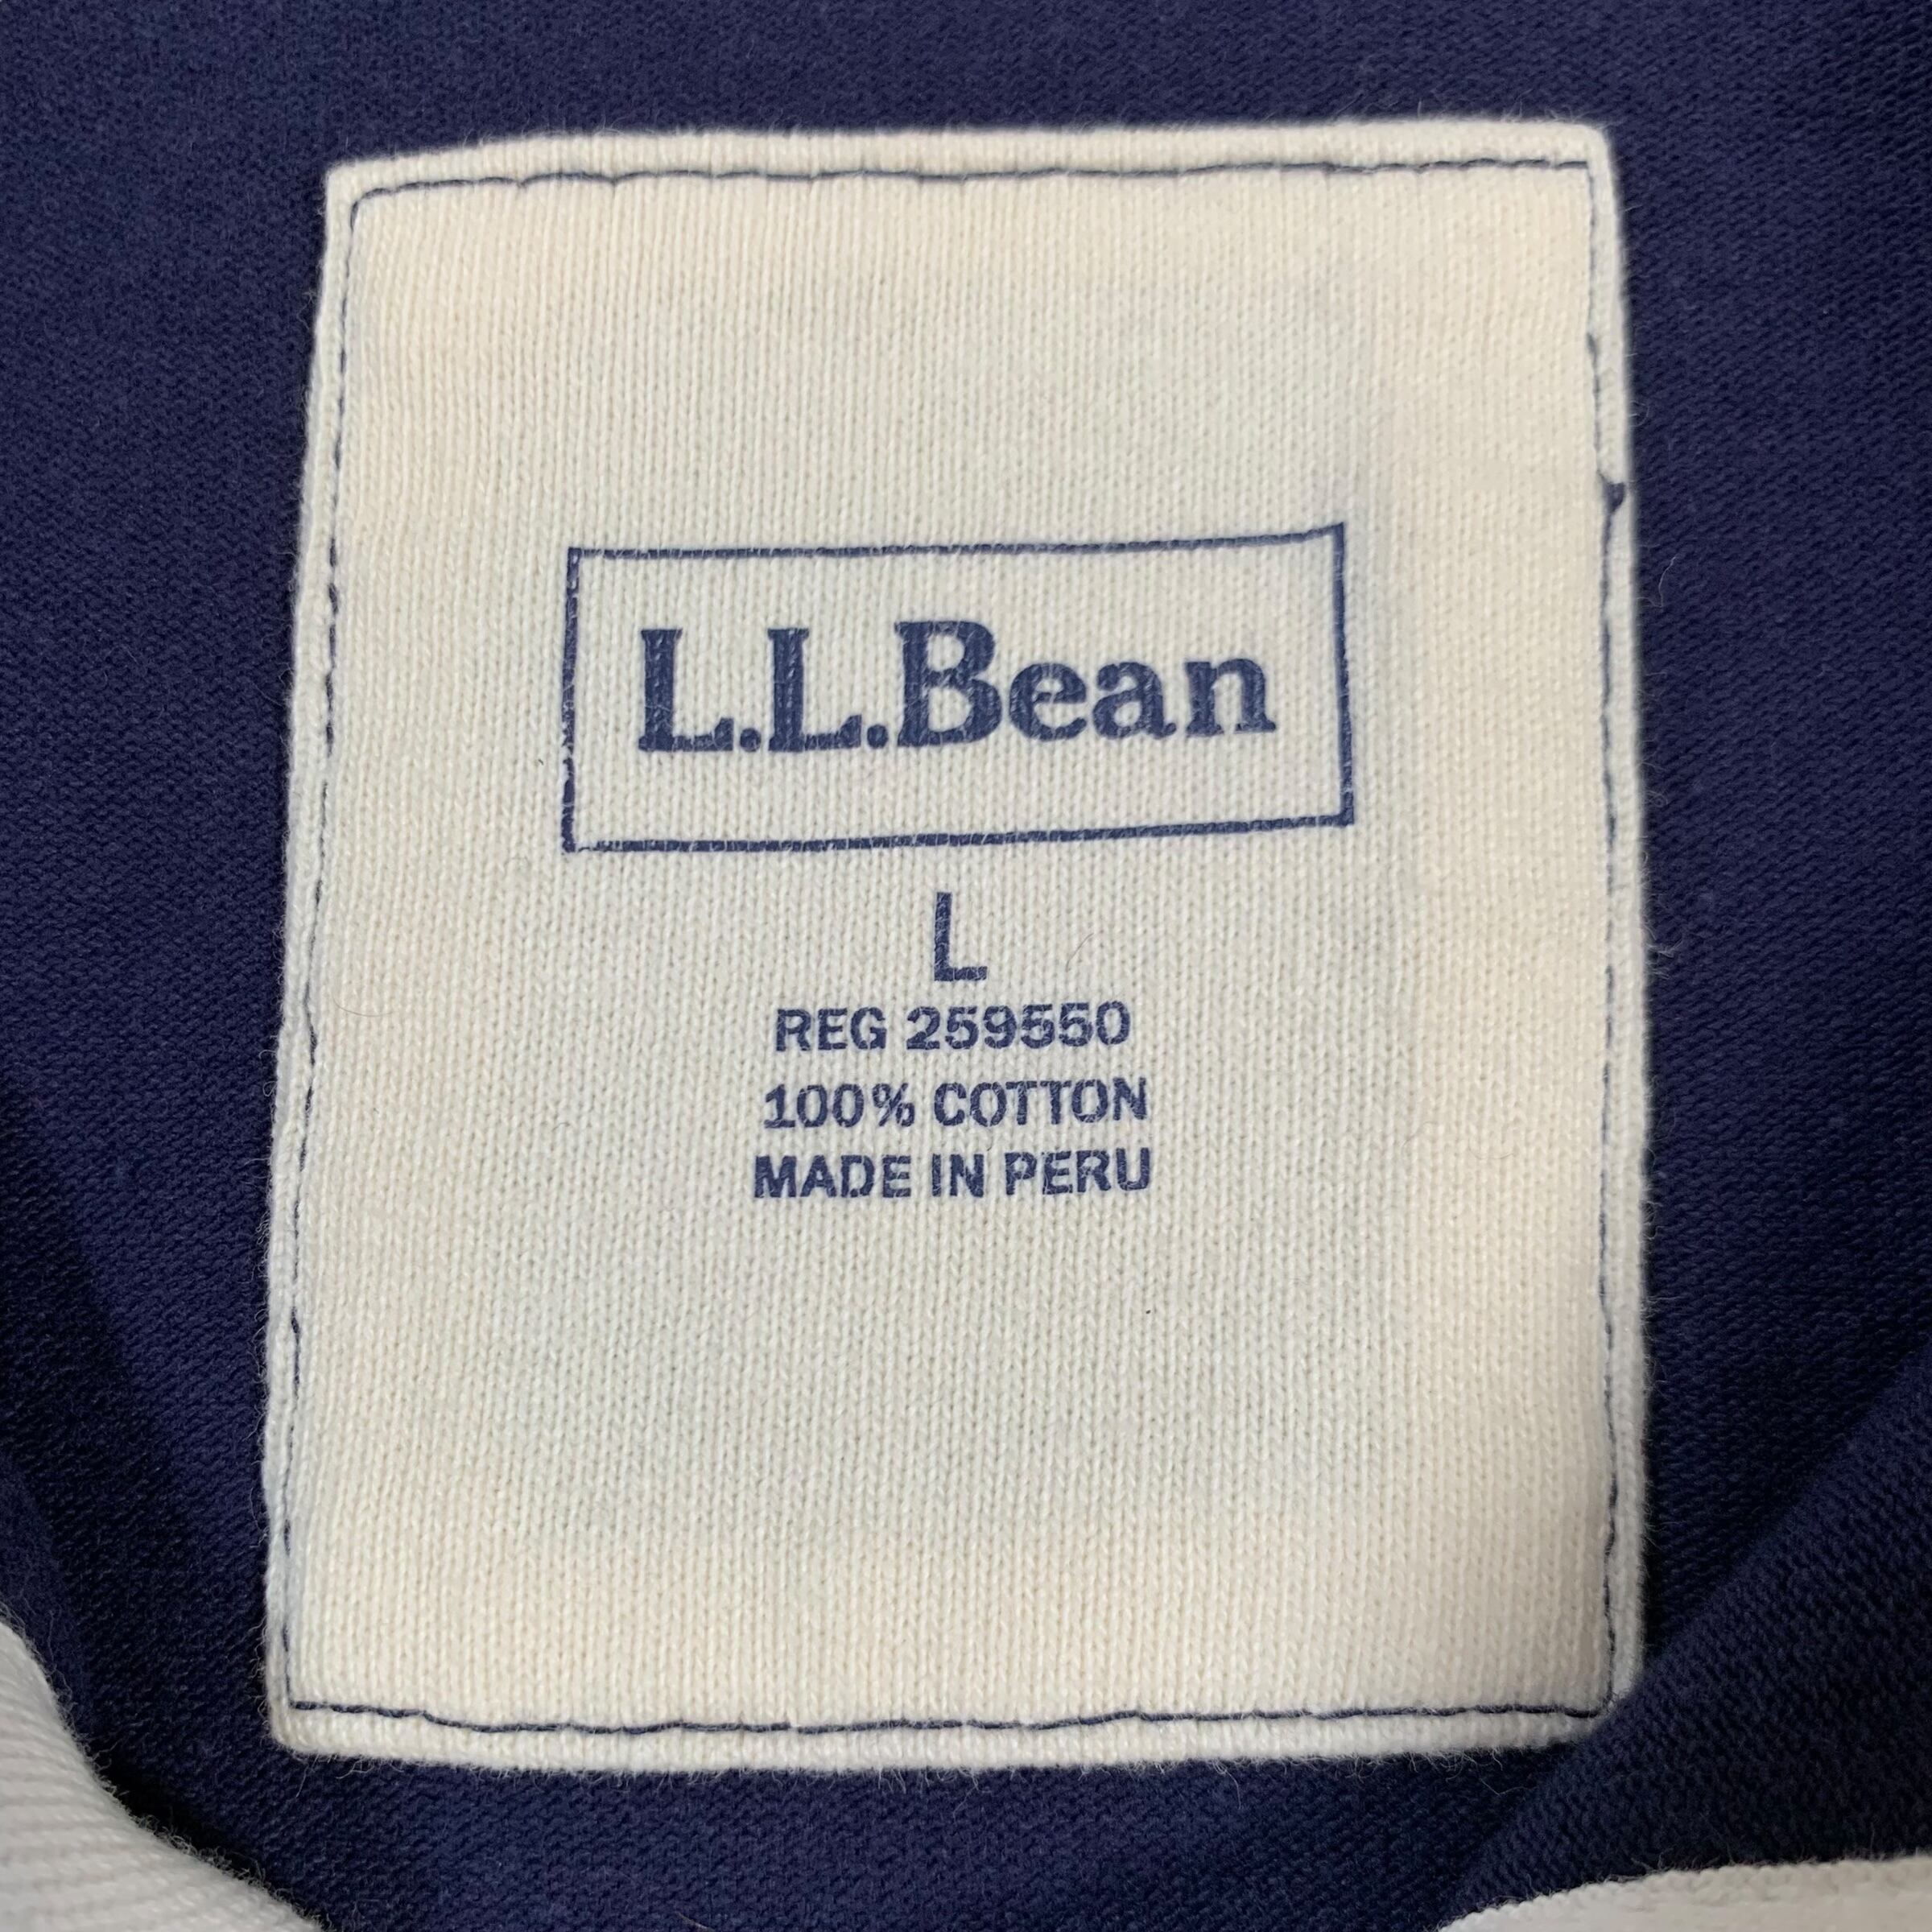 L.L.Bean
L
REG 259550
100% COTTON
MADE IN PERU